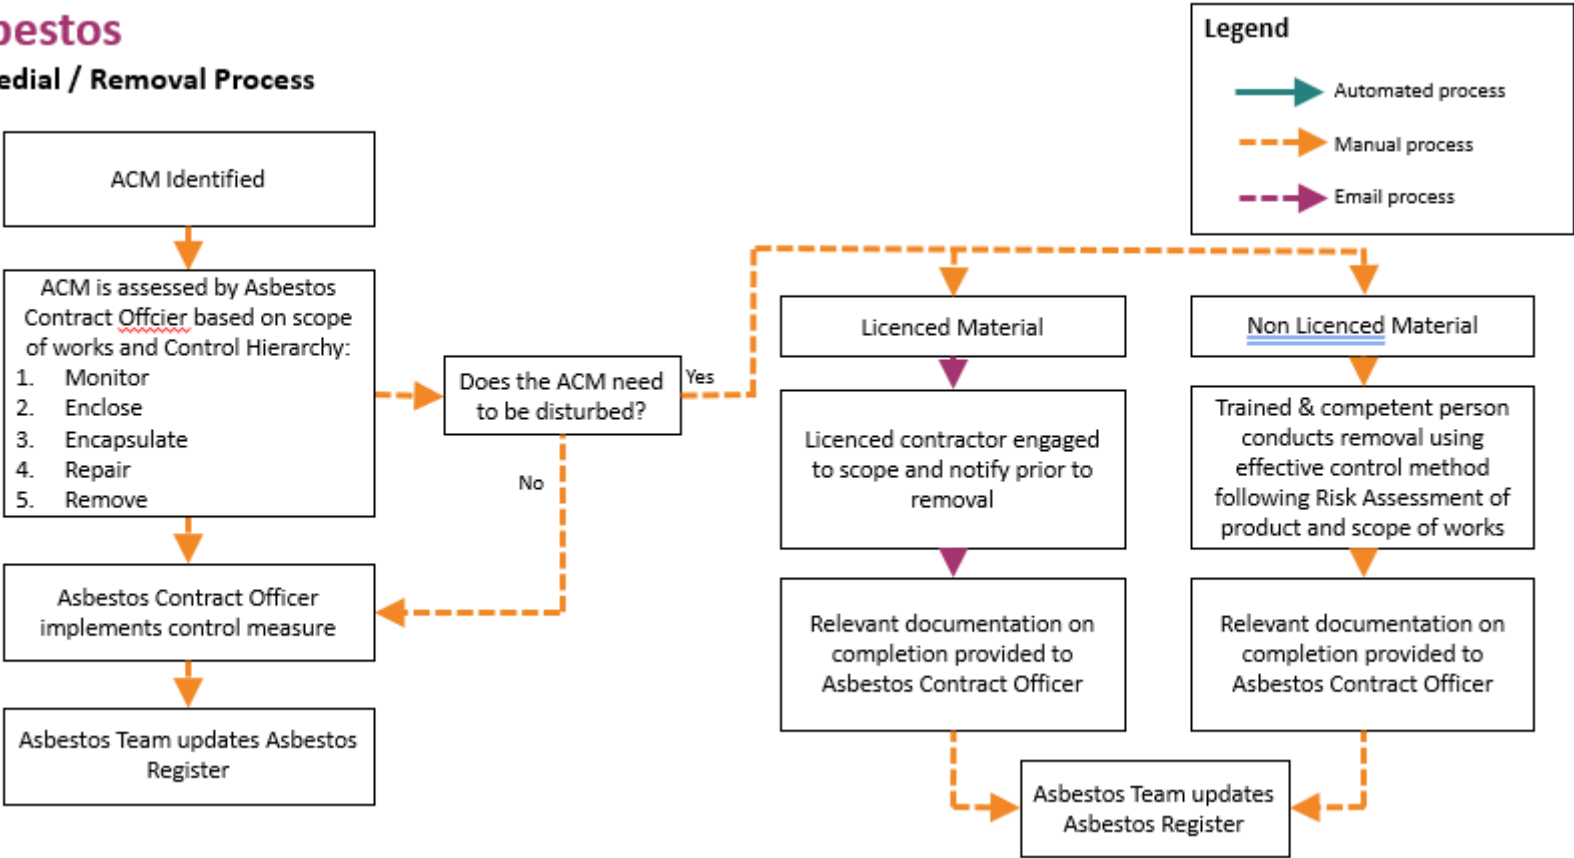 bestos
edial / Removal Process
Legend
Automated process
Manual process
Email process
ACM Identified
ACM is assessed by Asbestos
Contract Offcier based on scope
of works and Control Hierarchy:
1. Monitor
2. Enclose
3. Encapsulate
4. Repair
5. Remove
Does the ACM need
to be disturbed?
Yes
No
Asbestos Contract Officer
implements control measure
Asbestos Team updates Asbestos
Register
Licenced Material
Licenced contractor engaged
to scope and notify prior to
removal
Relevant documentation on
completion provided to
Asbestos Contract Officer
Non Licenced Material
Trained & competent person
conducts removal using
effective control method
following Risk Assessment of
product and scope of works
Relevant documentation on
completion provided to
Asbestos Contract Officer
Asbestos Team updates
Asbestos Register